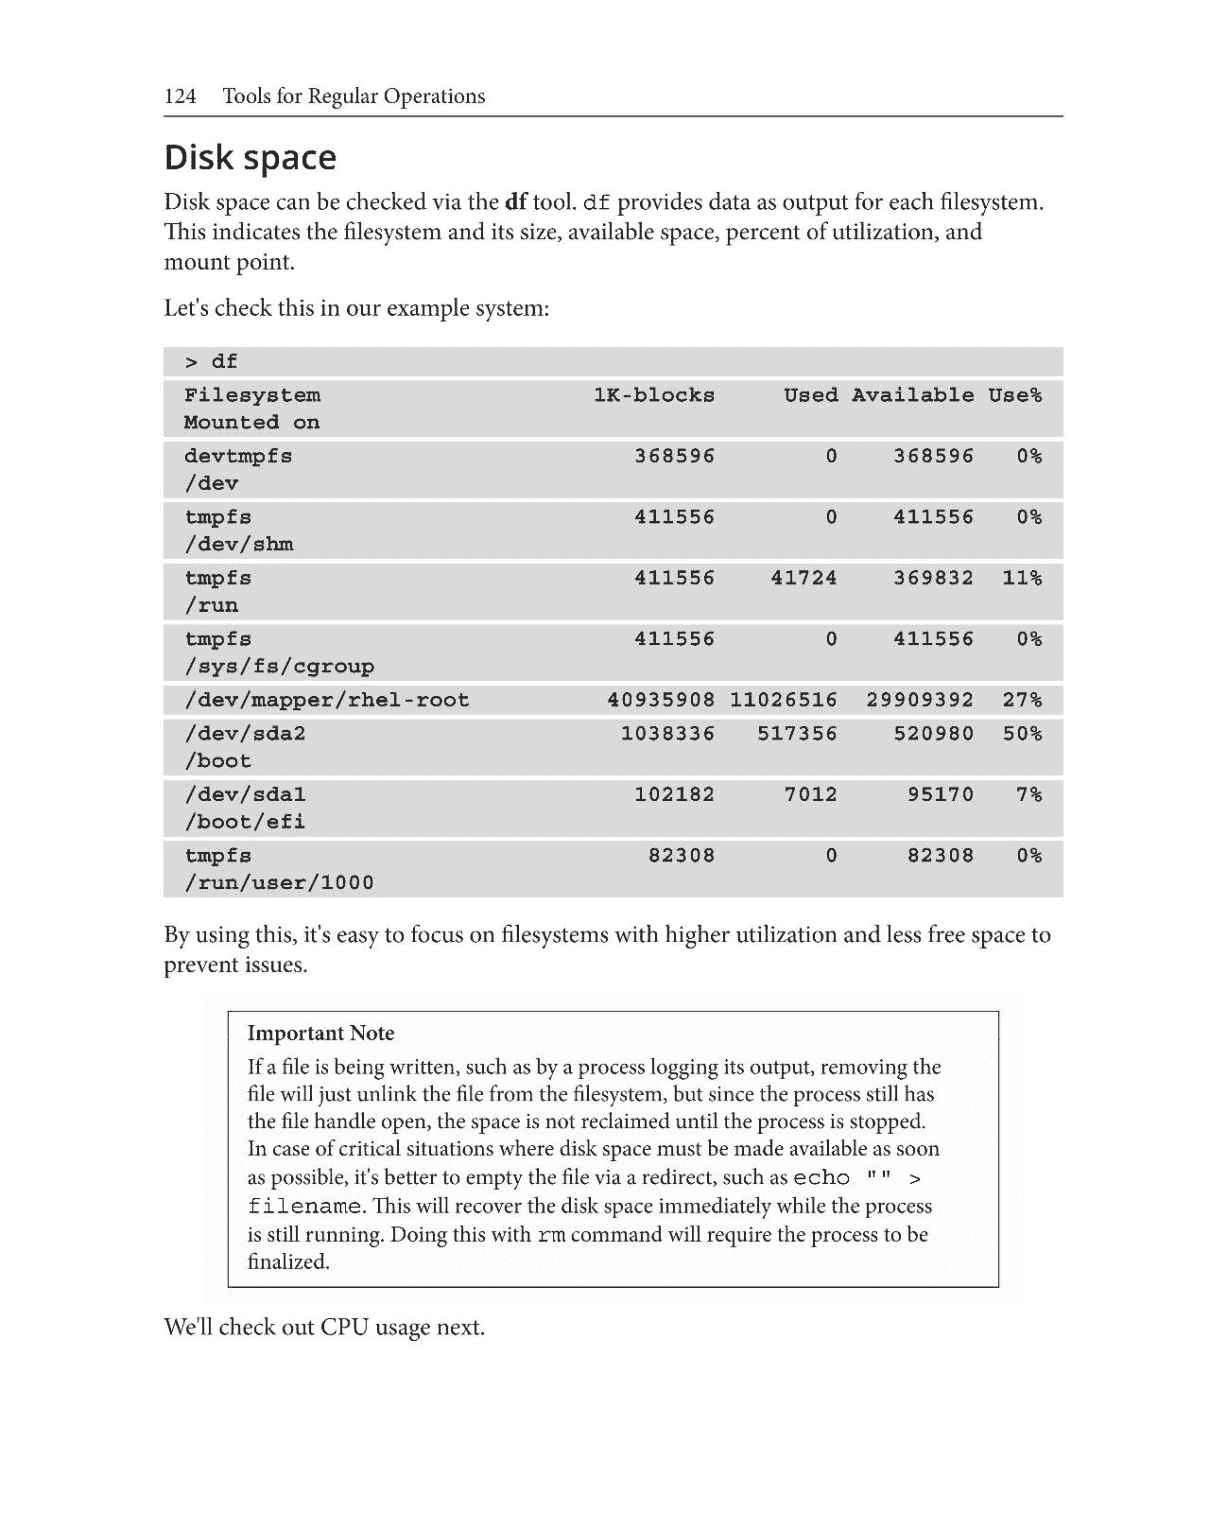 124 Tools for Regular Operations
Disk space
Disk space can be checked via the df tool. df provides data as output for each filesystem.
This indicates the filesystem and its size, available space, percent of utilization, and
mount point.
Let's check this in our example system:
> df
Filesystem 1K-blocks Used Available Use%
Mounted on
devtmpfs 368596 0 368596 0%
/dev
tmpfs 411556 0 411556 0%
/dev/shm
tmpfs 411556 41724 369832 11%
/run
tmpfs 411556 0 411556 0%
/sys/fs/cgroup
/dev/mapper/rhel-root 40935908 11026516 29909392 27%
/dev/sda2 1038336 517356 520980 50%
/boot
/dev/sda1 102182 7012 95170 7%
/boot/efi
tmpfs 82308 0 82308 0%
/run/user/1000
By using this, it's easy to focus on filesystems with higher utilization and less free space to
prevent issues.
Important Note
If a file is being written, such as by a process logging its output, removing the
file will just unlink the file from the filesystem, but since the process still has
the file handle open, the space is not reclaimed until the process is stopped.
In case of critical situations where disk space must be made available as soon
as possible, it's better to empty the file via a redirect, such as echo "" >
filename. This will recover the disk space immediately while the process
is still running. Doing this with rm command will require the process to be
finalized.
We'll check out CPU usage next.